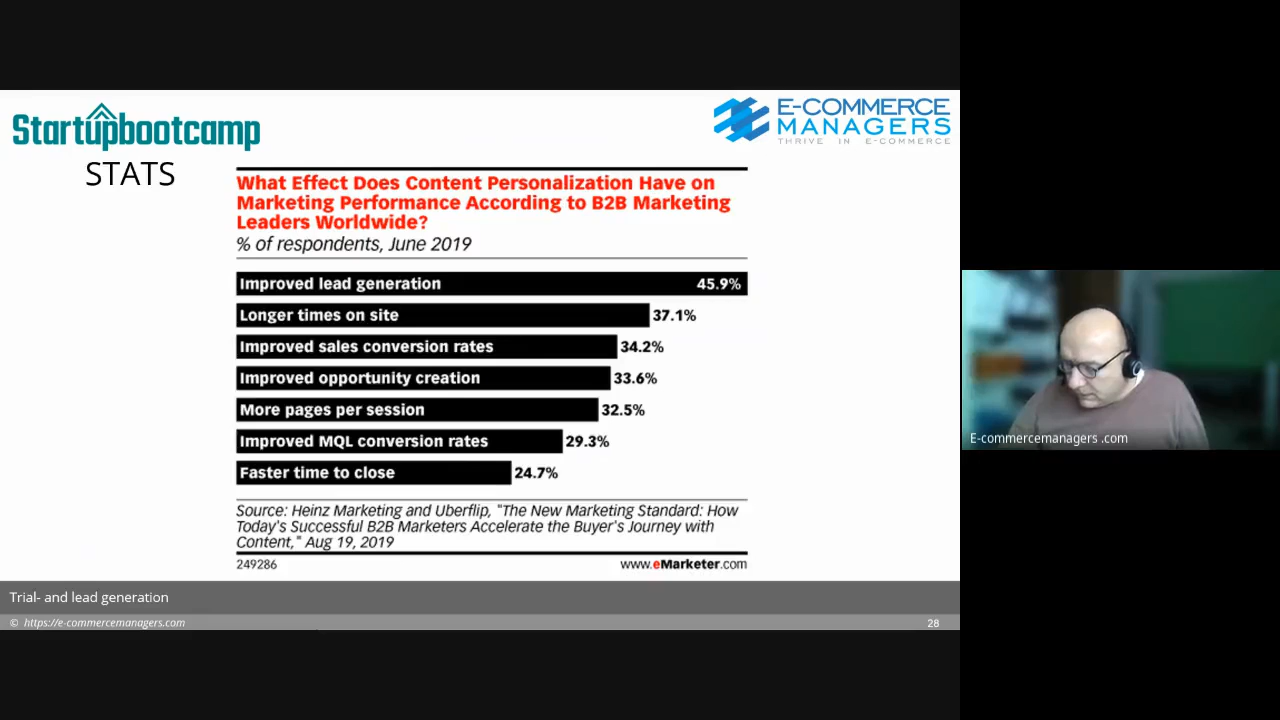 Startupbootcamp
E-COMMERCE
MANAGERS
THRIVE IN E-COMMERCE
STATS
What Effect Does Content Personalization Have on
Marketing Performance According to B2B Marketing
Leaders Worldwide?
% of respondents, June 2019
Improved lead generation 45.9%
Longer times on site 37.1%
Improved sales conversion rates 34.2%
Improved opportunity creation 33.6%
More pages per session 32.5%
Improved MQL conversion rates 29.3%
Faster time to close 24.7%
Source: Heinz Marketing and Uberflip, "The New Marketing Standard: How
Today's Successful B2B Marketers Accelerate the Buyer's Journey with
Content," Aug 19, 2019
249286 www.eMarketer.com
E-commercemanagers .com
Trial- and lead generation
© https://e-commercemanagers.com 28